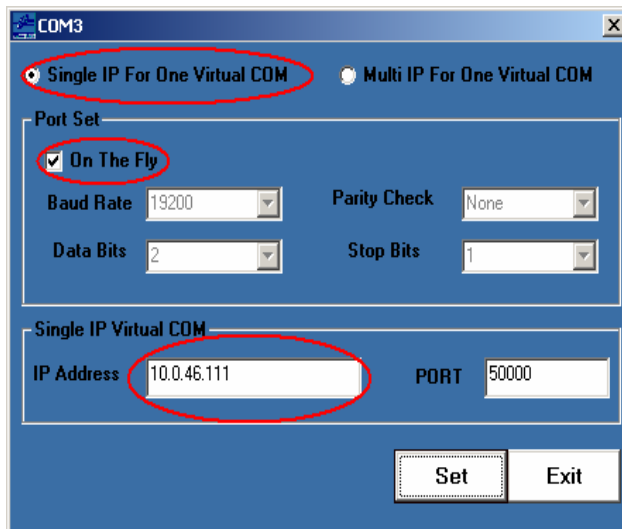 COM3
Single IP For One Virtual COM Multi IP For One Virtual COM
Port Set
On The Fly
Baud Rate 19200 Parity Check None
Data Bits 2 Stop Bits 1
Single IP Virtual COM
IP Address 10.0.46.111 PORT 50000
Set Exit